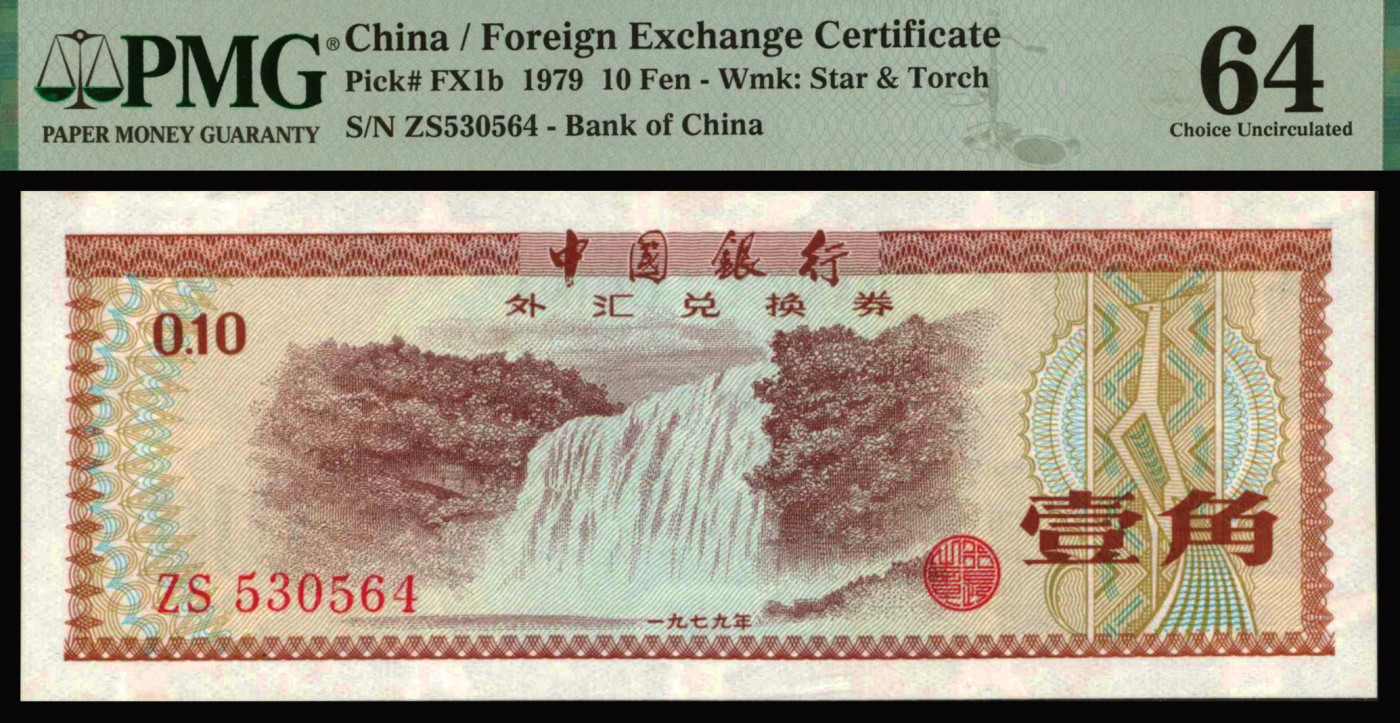 PMG®
PAPER MONEY GUARANTY
China / Foreign Exchange Certificate
Pick# FX1b 1979 10 Fen - Wmk: Star & Torch
S/N ZS530564 - Bank of China
64
Choice Uncirculated
中國銀行
外汇兑换券
0.10
壹角
ZS 530564
一九七九年